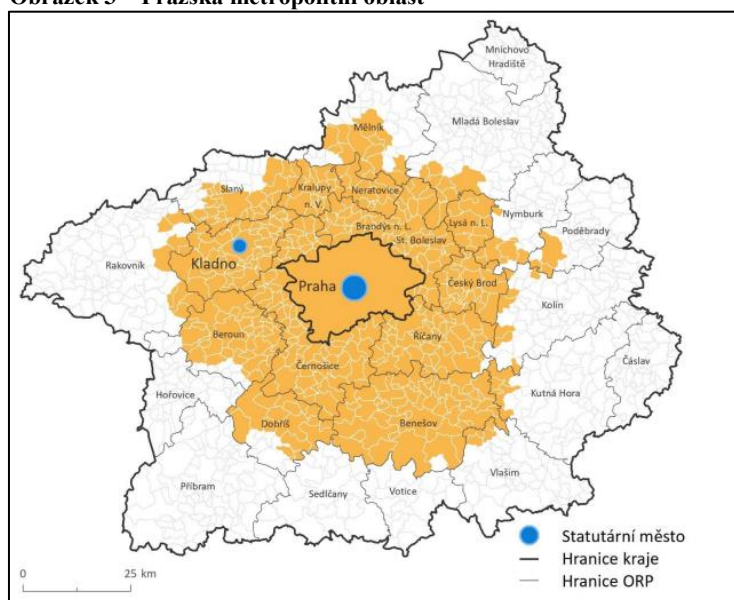 Obrázek 3 – Pražská metropolitní oblast
Mnichovo
Hradiště
Mladá Boleslav
Mělník
Slaný
Kralupy
n. V.
Neratovice
Lysá n. L.
Nymburk
Poděbrady
Brandýs n. L.
St. Boleslav
Rakovník
Kladno
Praha
Český Brod
Kolín
Beroun
Říčany
Černošice
Čáslav
Hořovice
Kutná Hora
Dobříš
Benešov
Příbram
Sedlčany
Votice
Vlašim
Statutární město
Hranice kraje
Hranice ORP
0
25 km